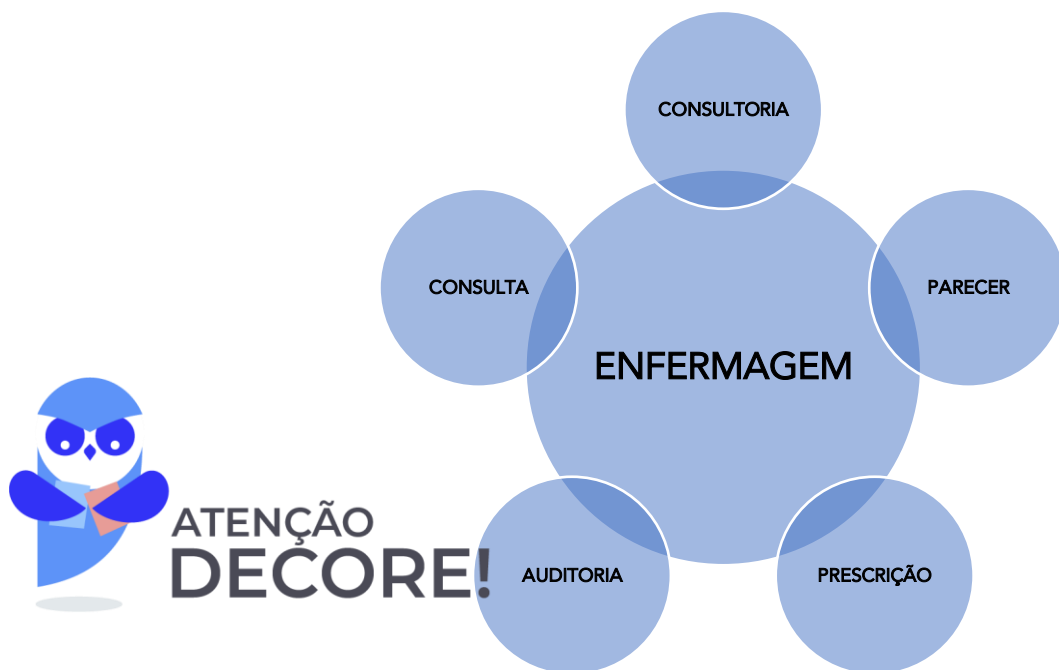 CONSULTORIA
CONSULTA
PARECER
ENFERMAGEM
ATENÇÃO
DECORE!
AUDITORIA
PRESCRIÇÃO